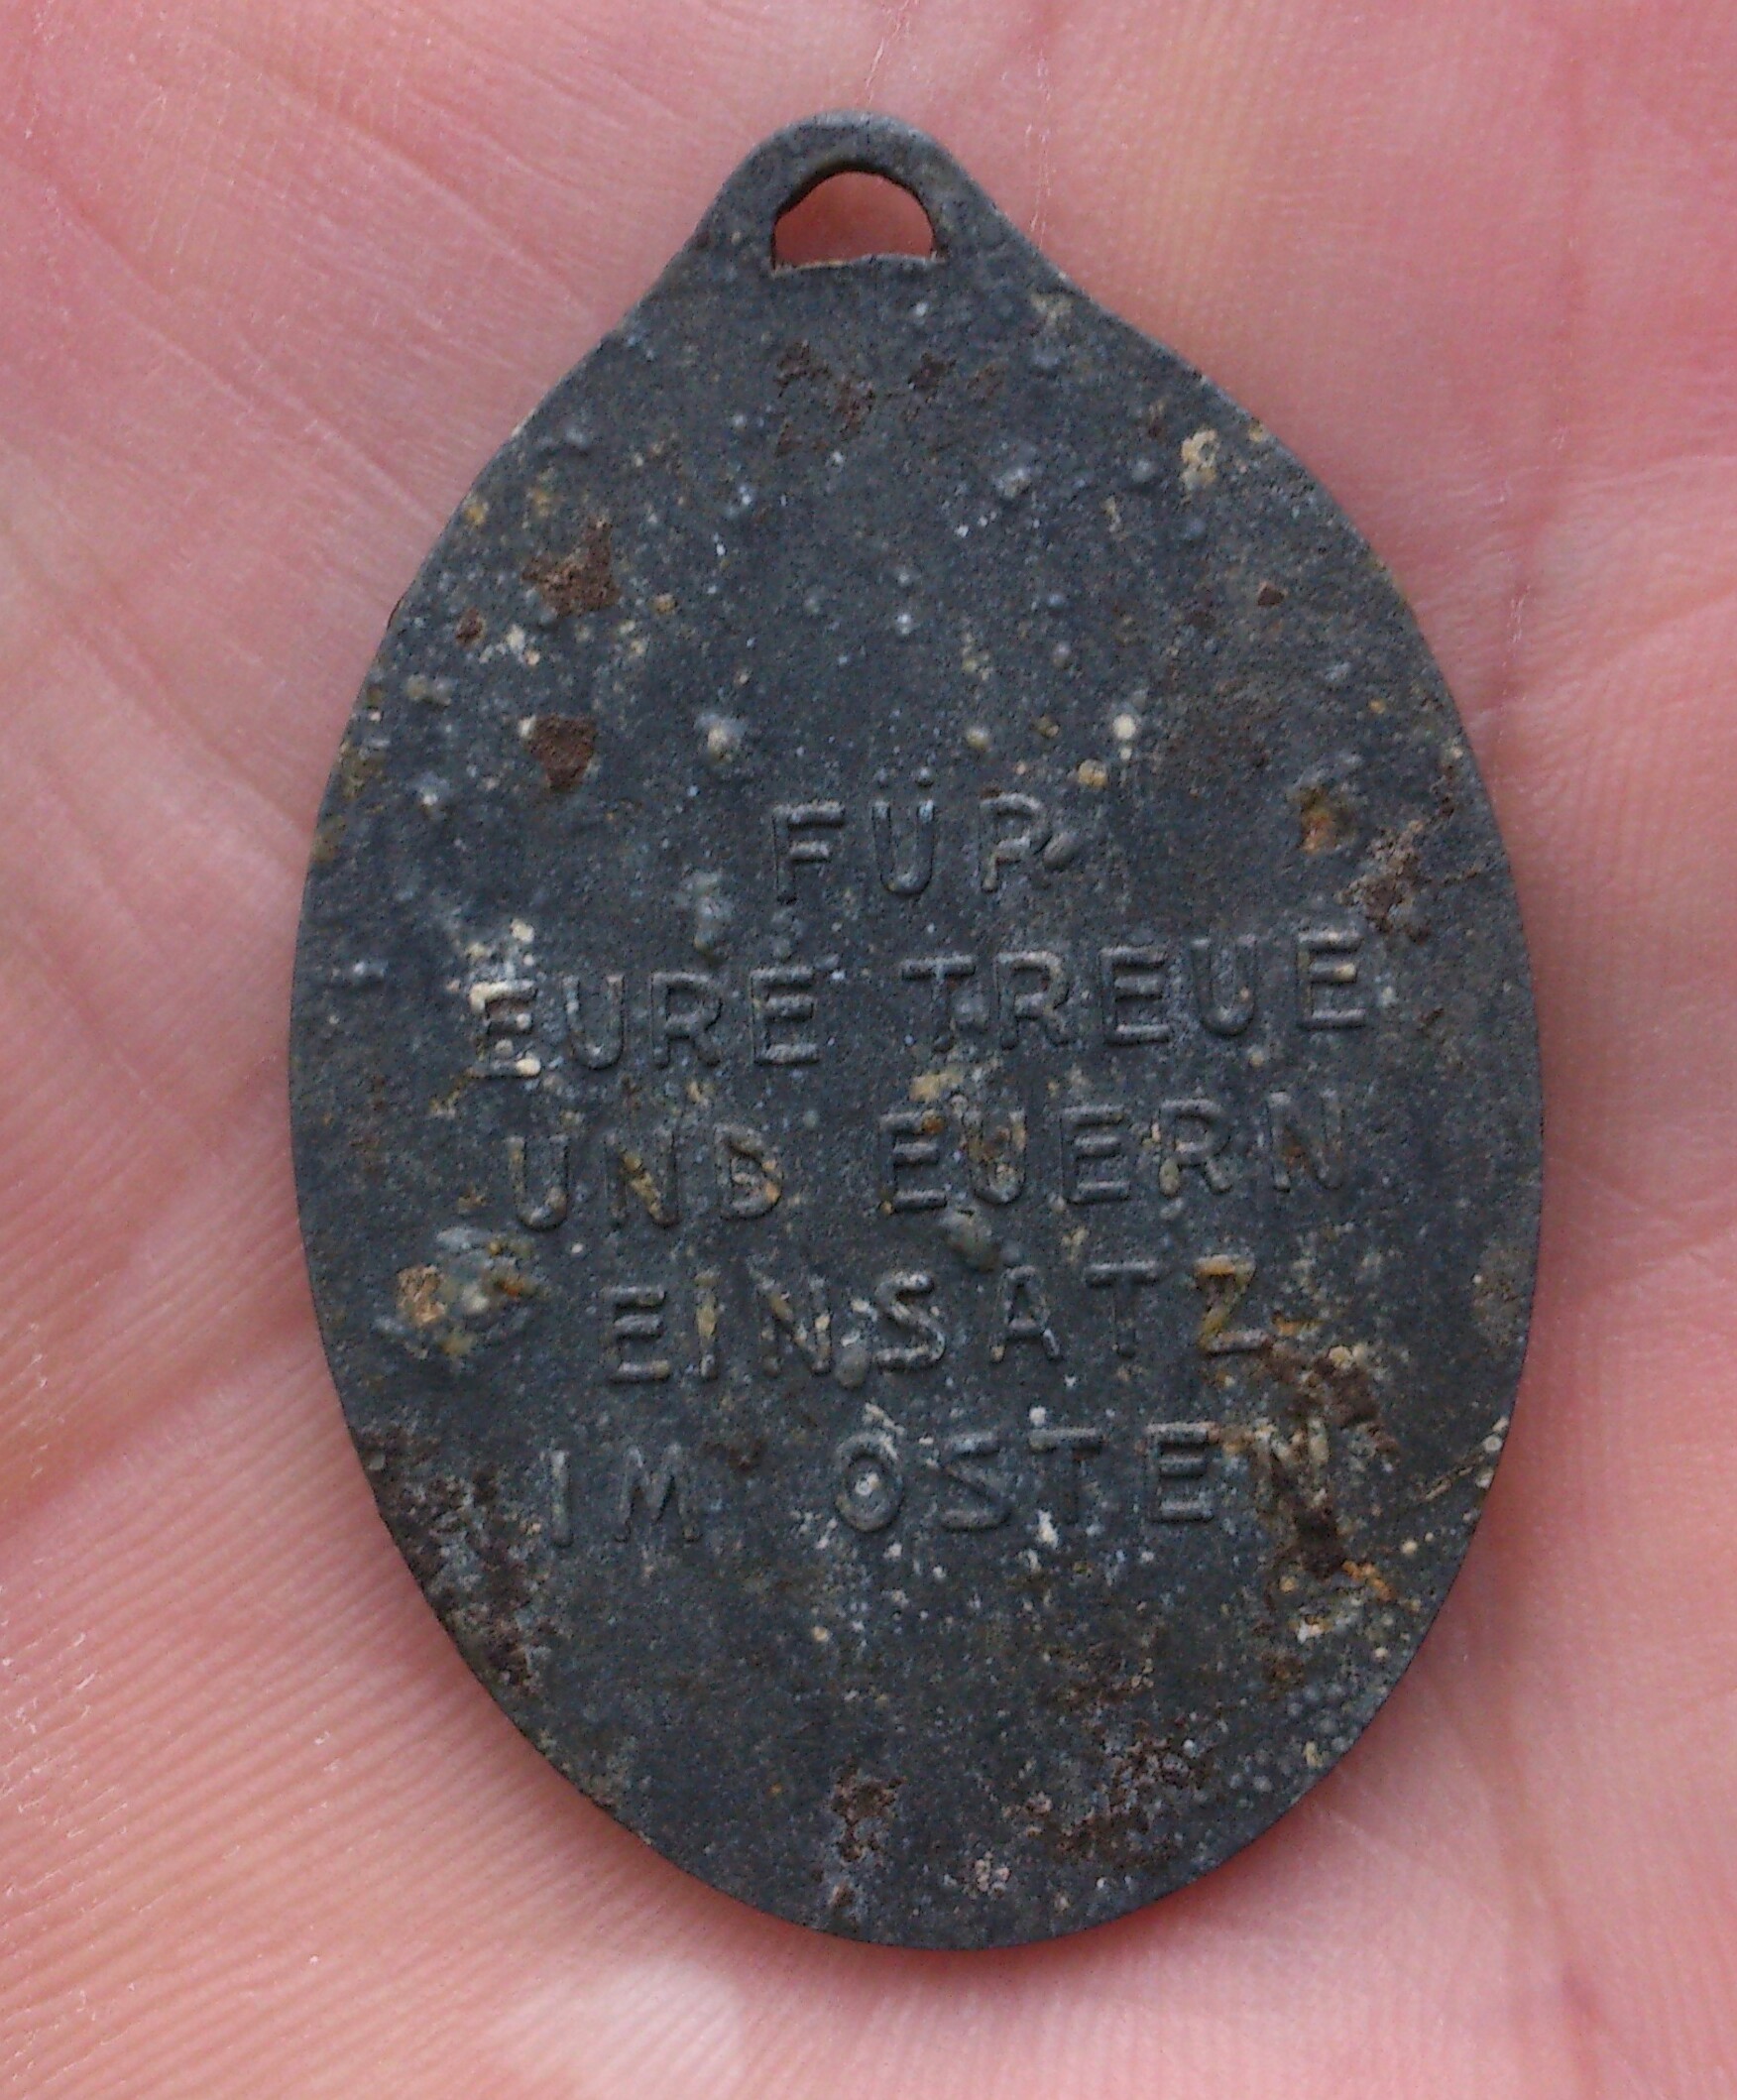 FÜR
EURE TREUE
UND EUERN
EINSATZ
IM OSTEN